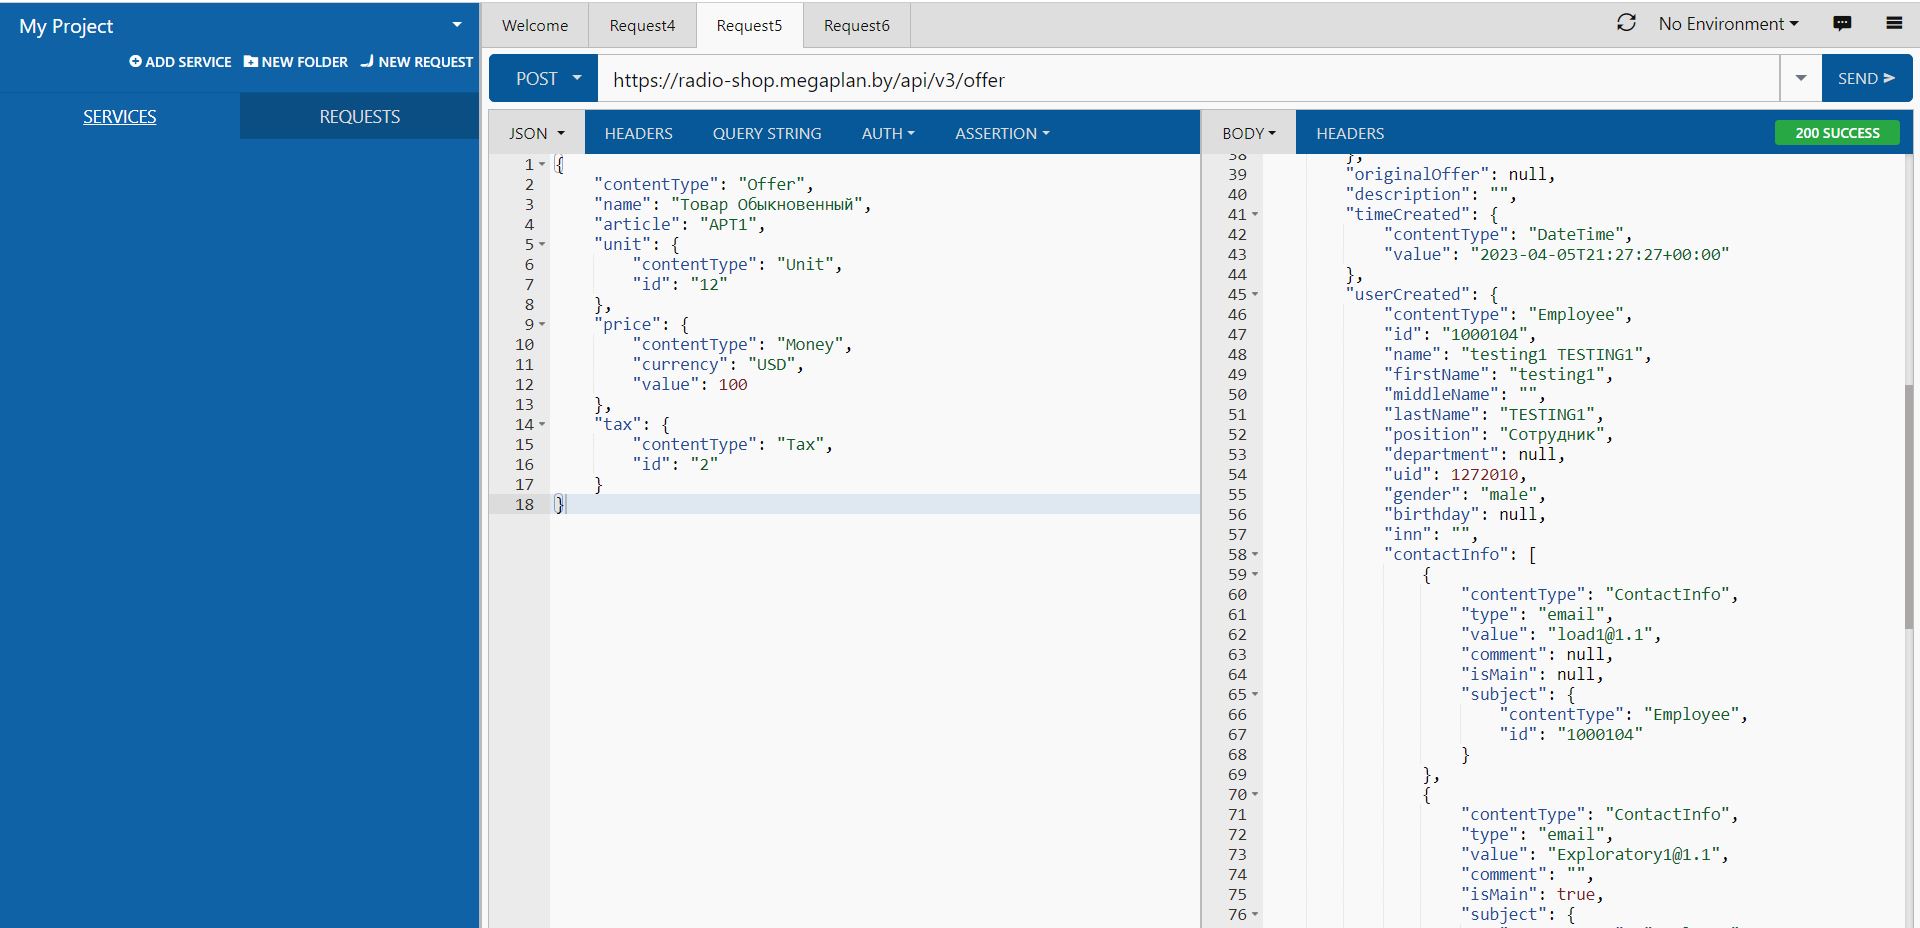 My Project
ADD SERVICE NEW FOLDER NEW REQUEST
SERVICES REQUESTS
Welcome Request4 Request5 Request6
No Environment
POST https://radio-shop.megaplan.by/api/v3/offer SEND
JSON HEADERS QUERY STRING AUTH ASSERTION
1 {
2 "contentType": "Offer",
3 "name": "Товар Обыкновенный",
4 "article": "АРТ1",
5 "unit": {
6 "contentType": "Unit",
7 "id": "12"
8 },
9 "price": {
10 "contentType": "Money",
11 "currency": "USD",
12 "value": 100
13 },
14 "tax": {
15 "contentType": "Tax",
16 "id": "2"
17 }
18 }
BODY HEADERS 200 SUCCESS
38 },
39 "originalOffer": null,
40 "description": "",
41 "timeCreated": {
42 "contentType": "DateTime",
43 "value": "2023-04-05T21:27:27+00:00"
44 },
45 "userCreated": {
46 "contentType": "Employee",
47 "id": "1000104",
48 "name": "testing1 TESTING1",
49 "firstName": "testing1",
50 "middleName": "",
51 "lastName": "TESTING1",
52 "position": "Сотрудник",
53 "department": null,
54 "uid": 1272010,
55 "gender": "male",
56 "birthday": null,
57 "inn": "",
58 "contactInfo": [
59 {
60 "contentType": "ContactInfo",
61 "type": "email",
62 "value": "load1@1.1",
63 "comment": null,
64 "isMain": null,
65 "subject": {
66 "contentType": "Employee",
67 "id": "1000104"
68 }
69 },
70 {
71 "contentType": "ContactInfo",
72 "type": "email",
73 "value": "Exploratory1@1.1",
74 "comment": "",
75 "isMain": true,
76 "subject": {